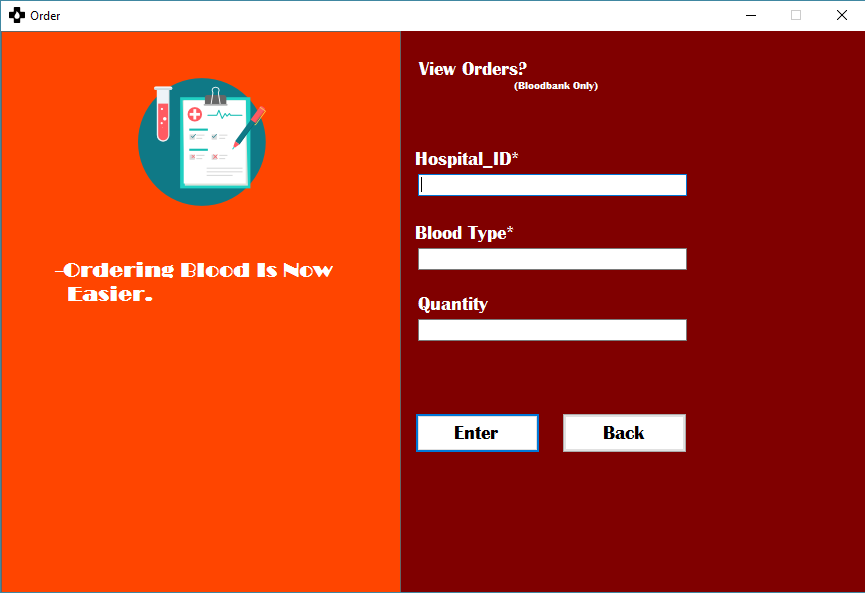 Order
-Ordering Blood Is Now
Easier.
View Orders?
(Bloodbank Only)
Hospital_ID*
Blood Type*
Quantity
Enter
Back